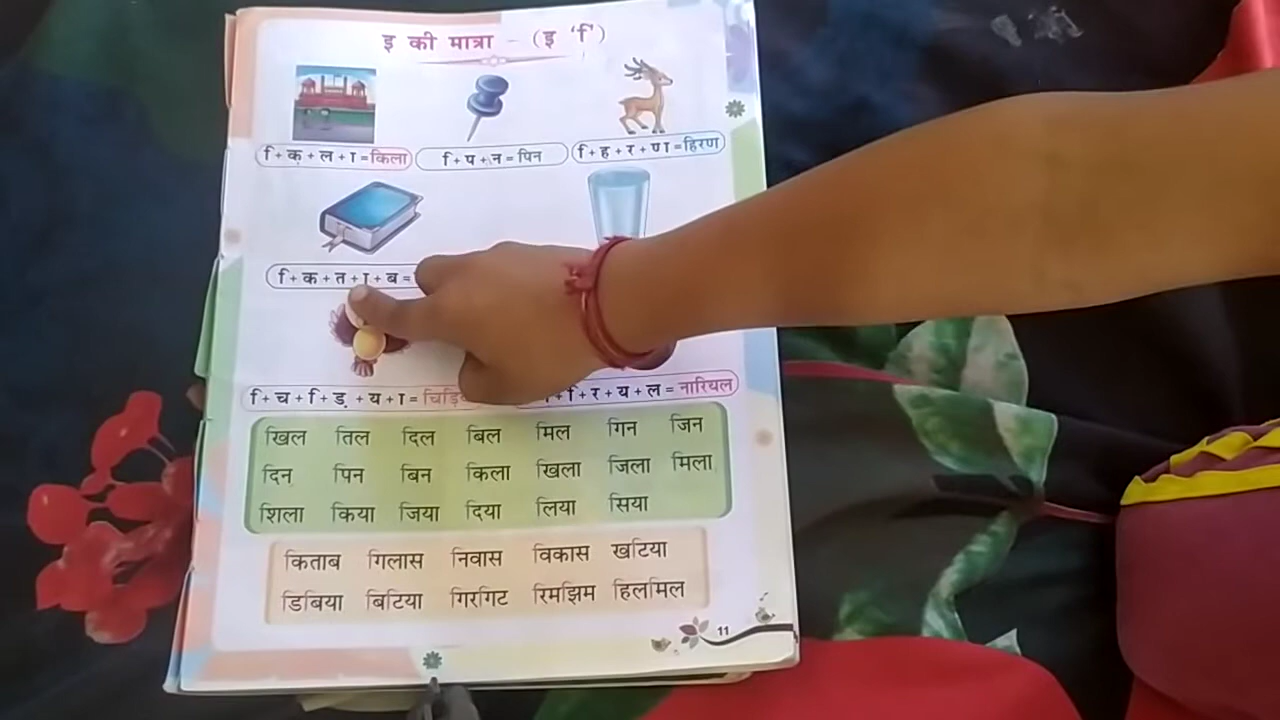 इ की मात्रा - (इ 'ि')
ि+क+ल+ा=किला ि+प+न=पिन ि+ह+र+ण=हिरण
ि+क+त+ा+ब=
ि+च+ि+ड़+य+ा= +ि+र+य+ल=नारियल
खिल तिल दिल बिल मिल गिन जिन
दिन पिन बिन किला खिला जिला मिला
शिला किया जिया दिया लिया सिया
किताब गिलास निवास विकास खटिया
डिबिया बिटिया गिरगिट रिमझिम हिलमिल
11